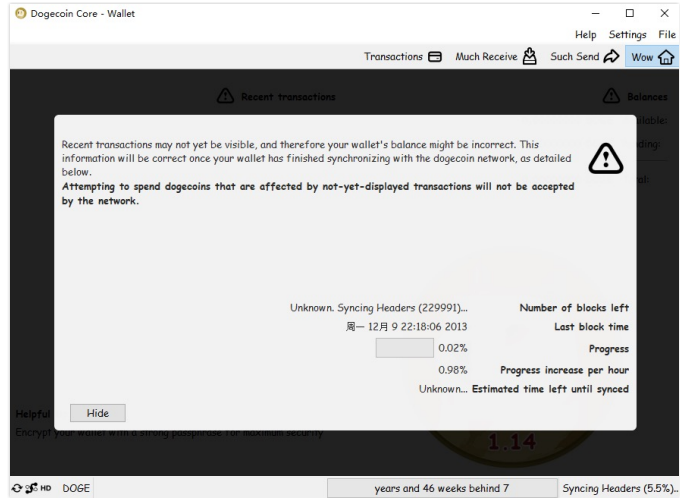 Dogecoin Core - Wallet
Help Settings File
Transactions Much Receive Such Send Wow
Recent transactions
Balances
Recent transactions may not yet be visible, and therefore your wallet's balance might be incorrect. This
information will be correct once your wallet has finished synchronizing with the dogecoin network, as detailed
below.
Attempting to spend dogecoins that are affected by not-yet-displayed transactions will not be accepted
by the network.
Unknown. Syncing Headers (229991)... Number of blocks left
周一 12月 9 22:18:06 2013 Last block time
0.02% Progress
0.98% Progress increase per hour
Unknown... Estimated time left until synced
Helpful
Hide
Encrypt your wallet with a strong passphrase for maximum security
1.14
HD DOGE years and 46 weeks behind 7 Syncing Headers (5.5%)..